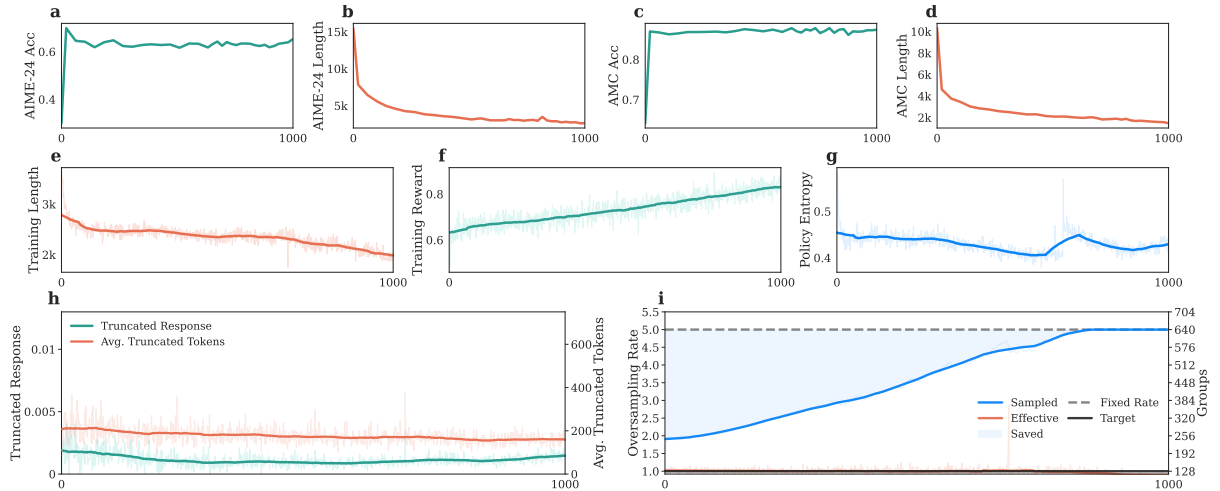 a
AIME-24 Acc
0.6
0.4
0
1000
b
AIME-24 Length
15k
10k
5k
0
1000
c
AMC Acc
0.8
0.7
0
1000
d
AMC Length
10k
8k
6k
4k
2k
0
1000
e
Training Length
3k
2k
0
1000
f
Training Reward
0.8
0.6
0
1000
g
Policy Entropy
0.5
0.4
0
1000
h
Truncated Response
0.01
0.005
0
Truncated Response
Avg. Truncated Tokens
600
400
200
0
Avg. Truncated Tokens
0
1000
i
Oversampling Rate
5.5
5.0
4.5
4.0
3.5
3.0
2.5
2.0
1.5
1.0
Sampled
Effective
Saved
Fixed Rate
Target
704
640
576
512
448
384
320
256
192
128
Groups
0
1000